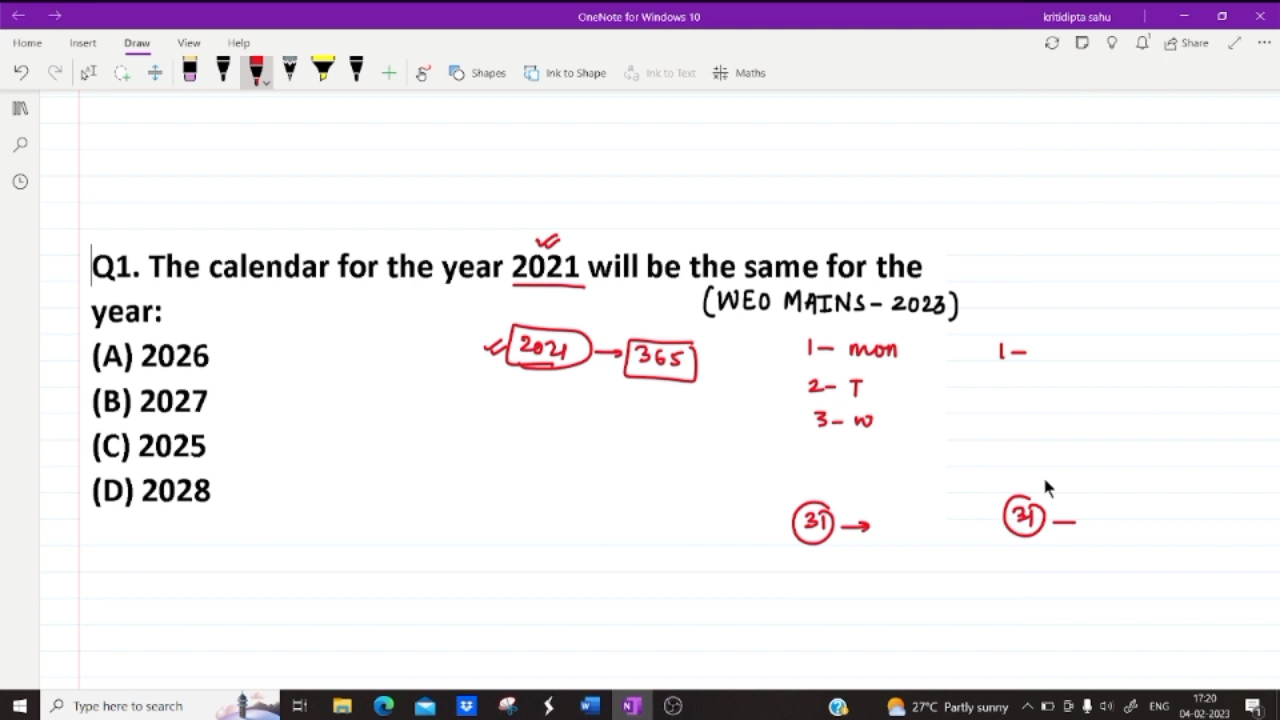 OneNote for Windows 10
kritidipta sahu
Home Insert Draw View Help
Share
Shapes Ink to Shape Ink to Text Maths
Q1. The calendar for the year 2021 will be the same for the
year:
(WEO MAINS - 2023)
(A) 2026
(B) 2027
(C) 2025
(D) 2028
2021 → 365
1 - mon
2 - T
3 - w
31 →
1 -
31 -
Type here to search
27°C Partly sunny
ENG
17:20
04-02-2023